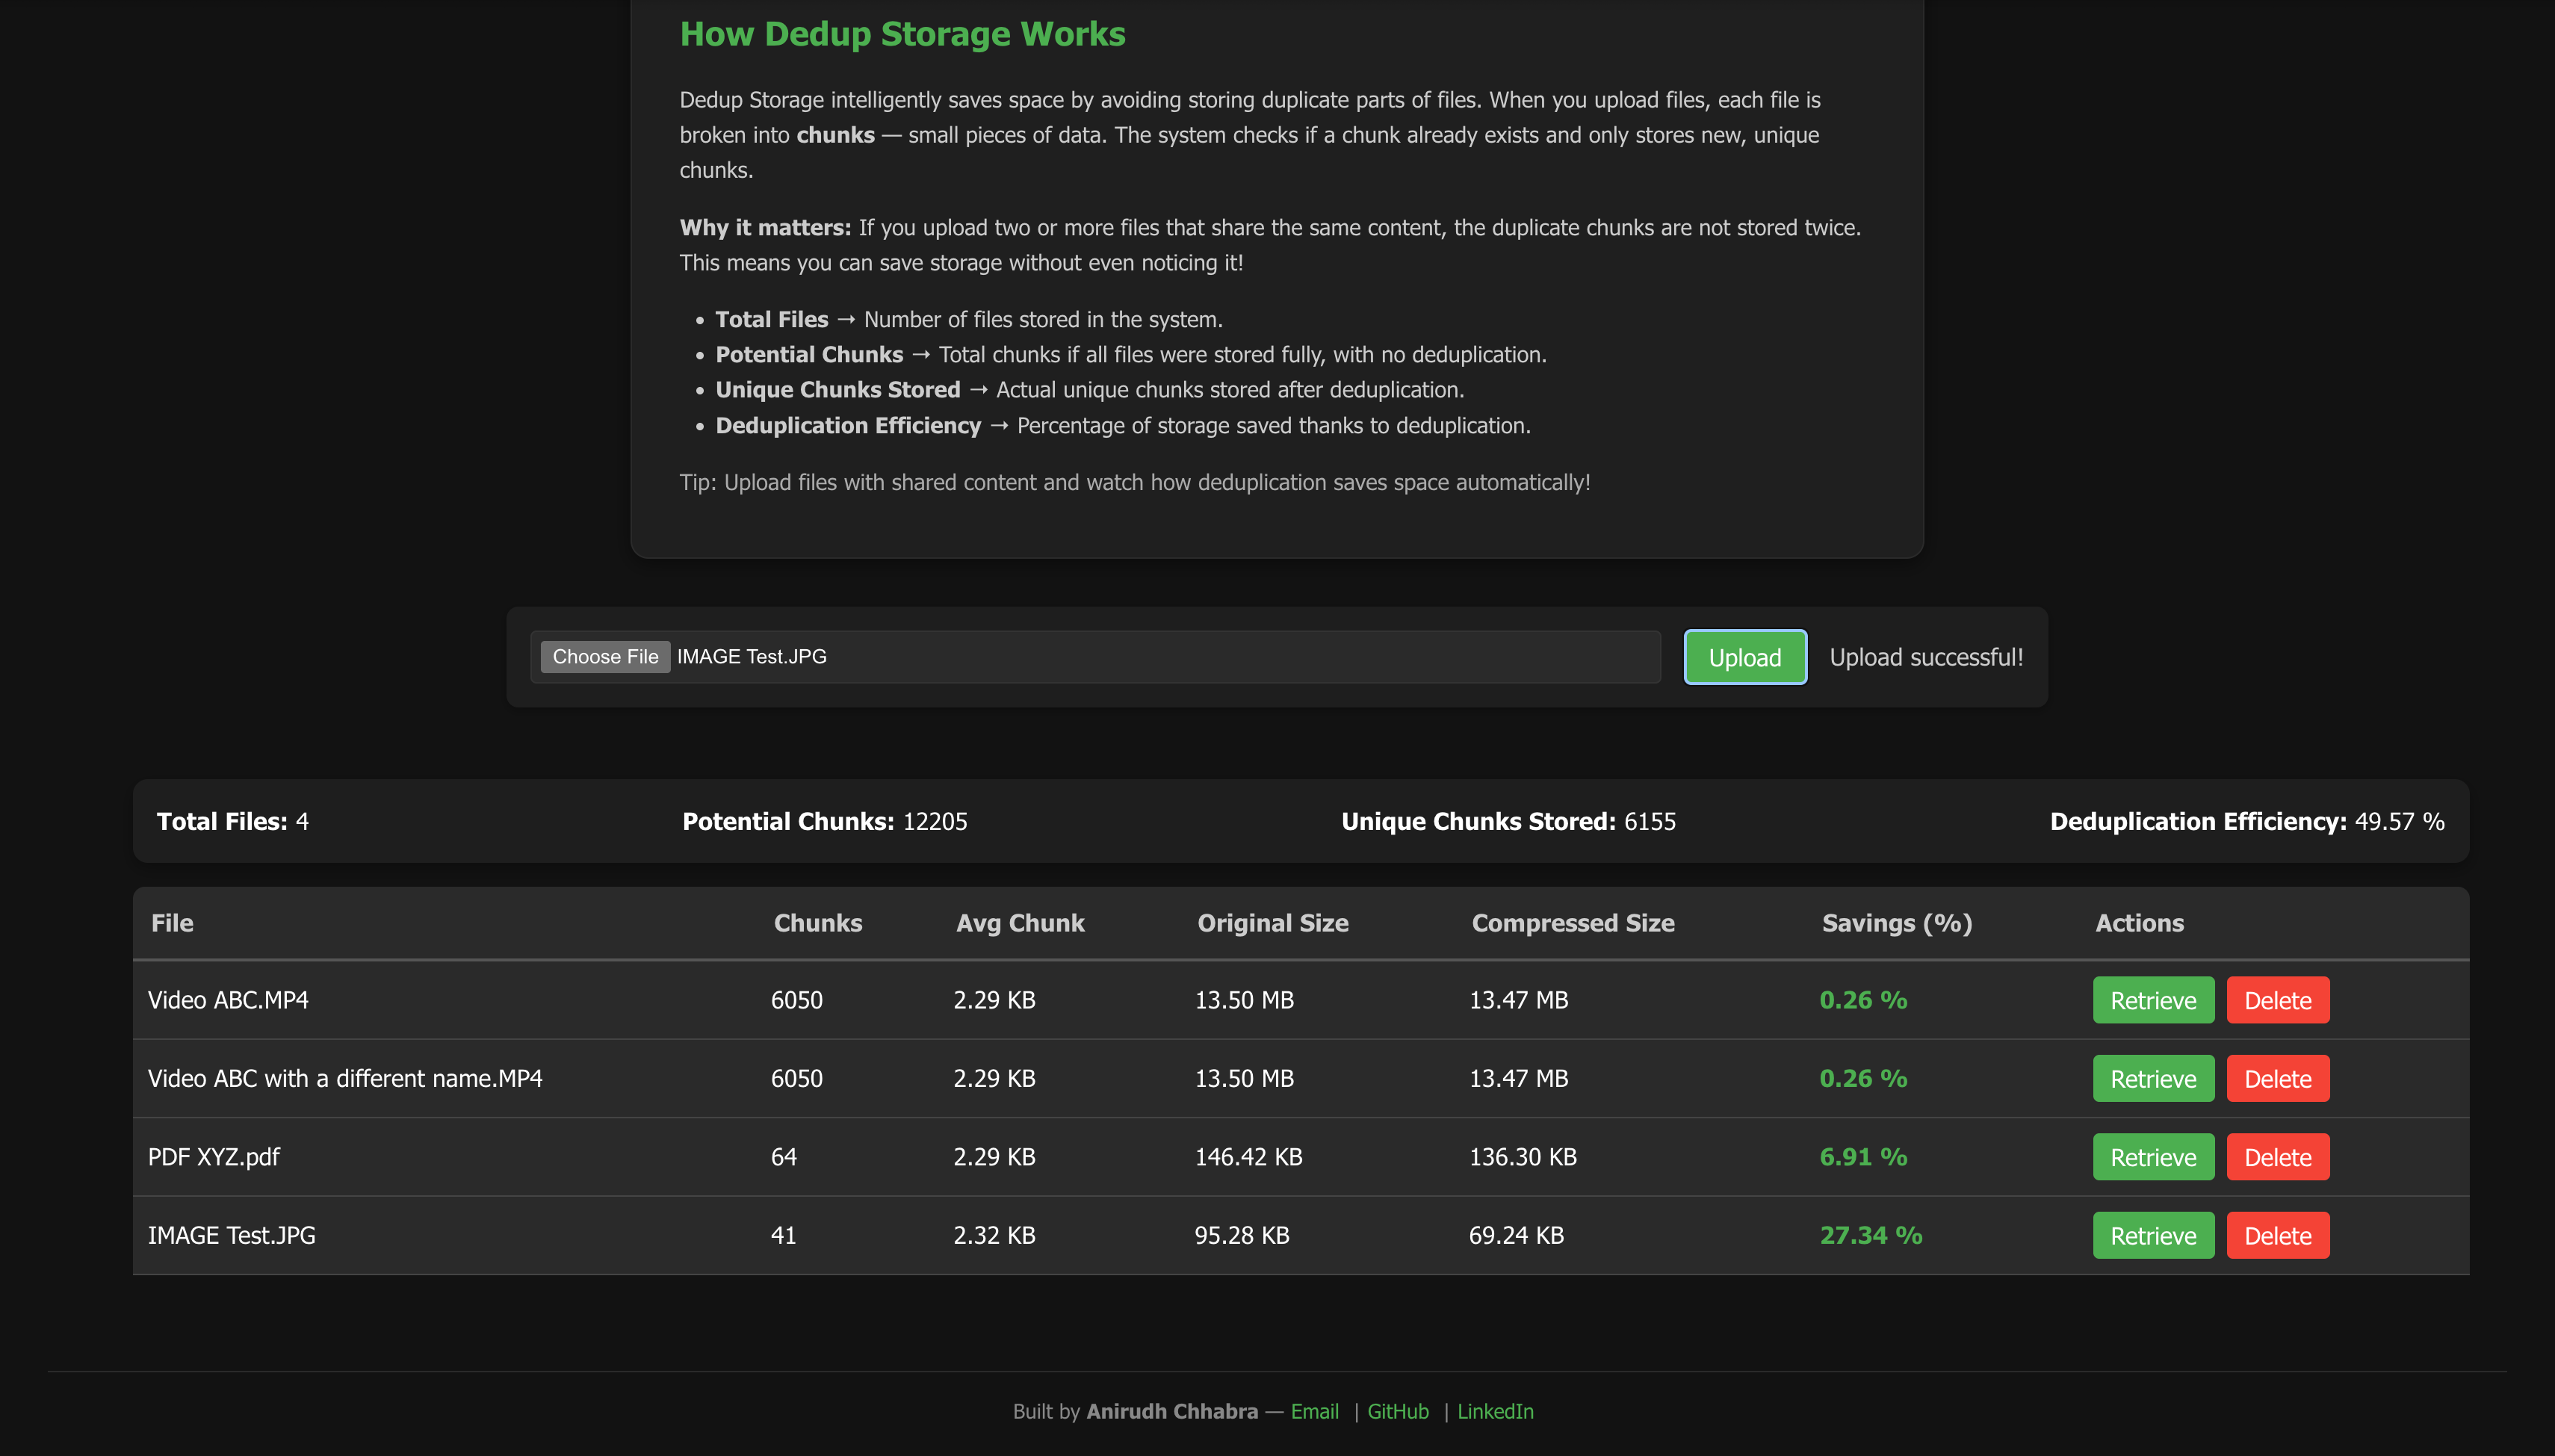 How Dedup Storage Works
Dedup Storage intelligently saves space by avoiding storing duplicate parts of files. When you upload files, each file is
broken into chunks — small pieces of data. The system checks if a chunk already exists and only stores new, unique
chunks.
Why it matters: If you upload two or more files that share the same content, the duplicate chunks are not stored twice.
This means you can save storage without even noticing it!
• Total Files → Number of files stored in the system.
• Potential Chunks → Total chunks if all files were stored fully, with no deduplication.
• Unique Chunks Stored → Actual unique chunks stored after deduplication.
• Deduplication Efficiency → Percentage of storage saved thanks to deduplication.
Tip: Upload files with shared content and watch how deduplication saves space automatically!
Choose File IMAGE Test.JPG Upload Upload successful!
Total Files: 4 Potential Chunks: 12205 Unique Chunks Stored: 6155 Deduplication Efficiency: 49.57 %
File Chunks Avg Chunk Original Size Compressed Size Savings (%) Actions
Video ABC.MP4 6050 2.29 KB 13.50 MB 13.47 MB 0.26 % Retrieve Delete
Video ABC with a different name.MP4 6050 2.29 KB 13.50 MB 13.47 MB 0.26 % Retrieve Delete
PDF XYZ.pdf 64 2.29 KB 146.42 KB 136.30 KB 6.91 % Retrieve Delete
IMAGE Test.JPG 41 2.32 KB 95.28 KB 69.24 KB 27.34 % Retrieve Delete
Built by Anirudh Chhabra — Email | GitHub | LinkedIn